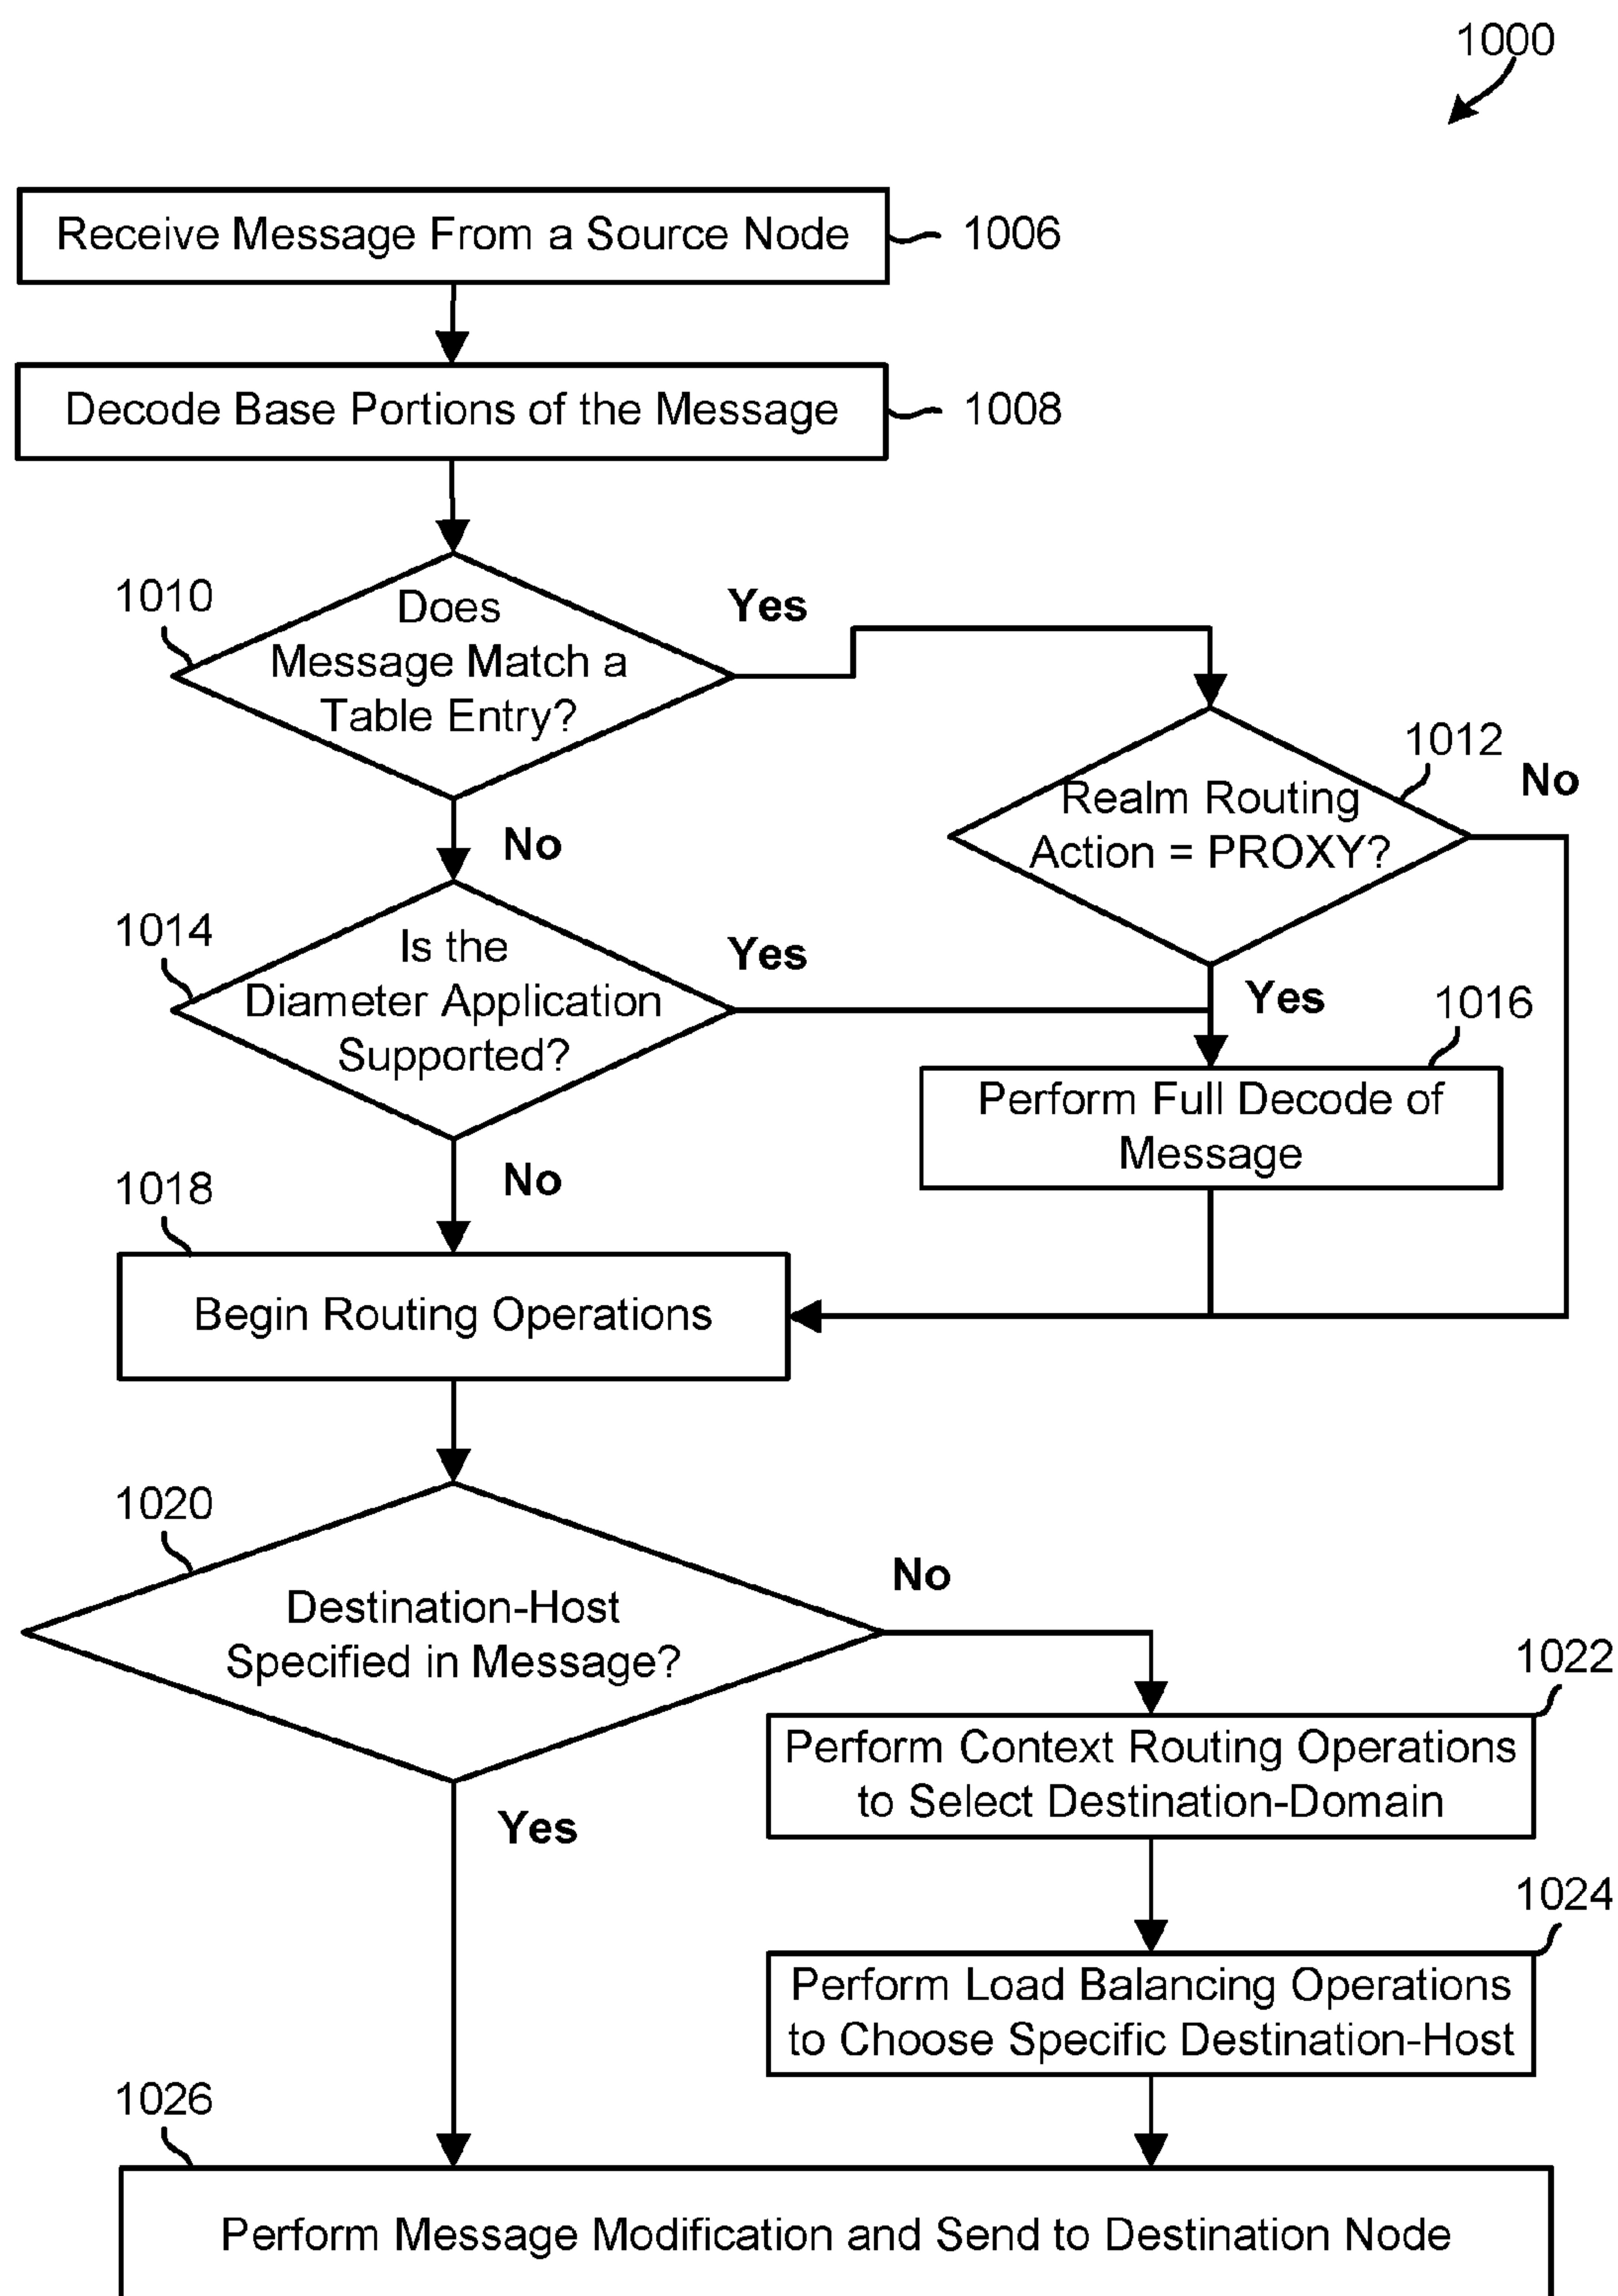 1000
Receive Message From a Source Node
1006
Decode Base Portions of the Message
1008
1010
Does
Message Match a
Table Entry?
Yes
No
1012
Realm Routing
Action = PROXY?
No
Yes
1014
Is the
Diameter Application
Supported?
Yes
No
1016
Perform Full Decode of
Message
1018
Begin Routing Operations
1020
Destination-Host
Specified in Message?
No
Yes
1022
Perform Context Routing Operations
to Select Destination-Domain
1024
Perform Load Balancing Operations
to Choose Specific Destination-Host
1026
Perform Message Modification and Send to Destination Node